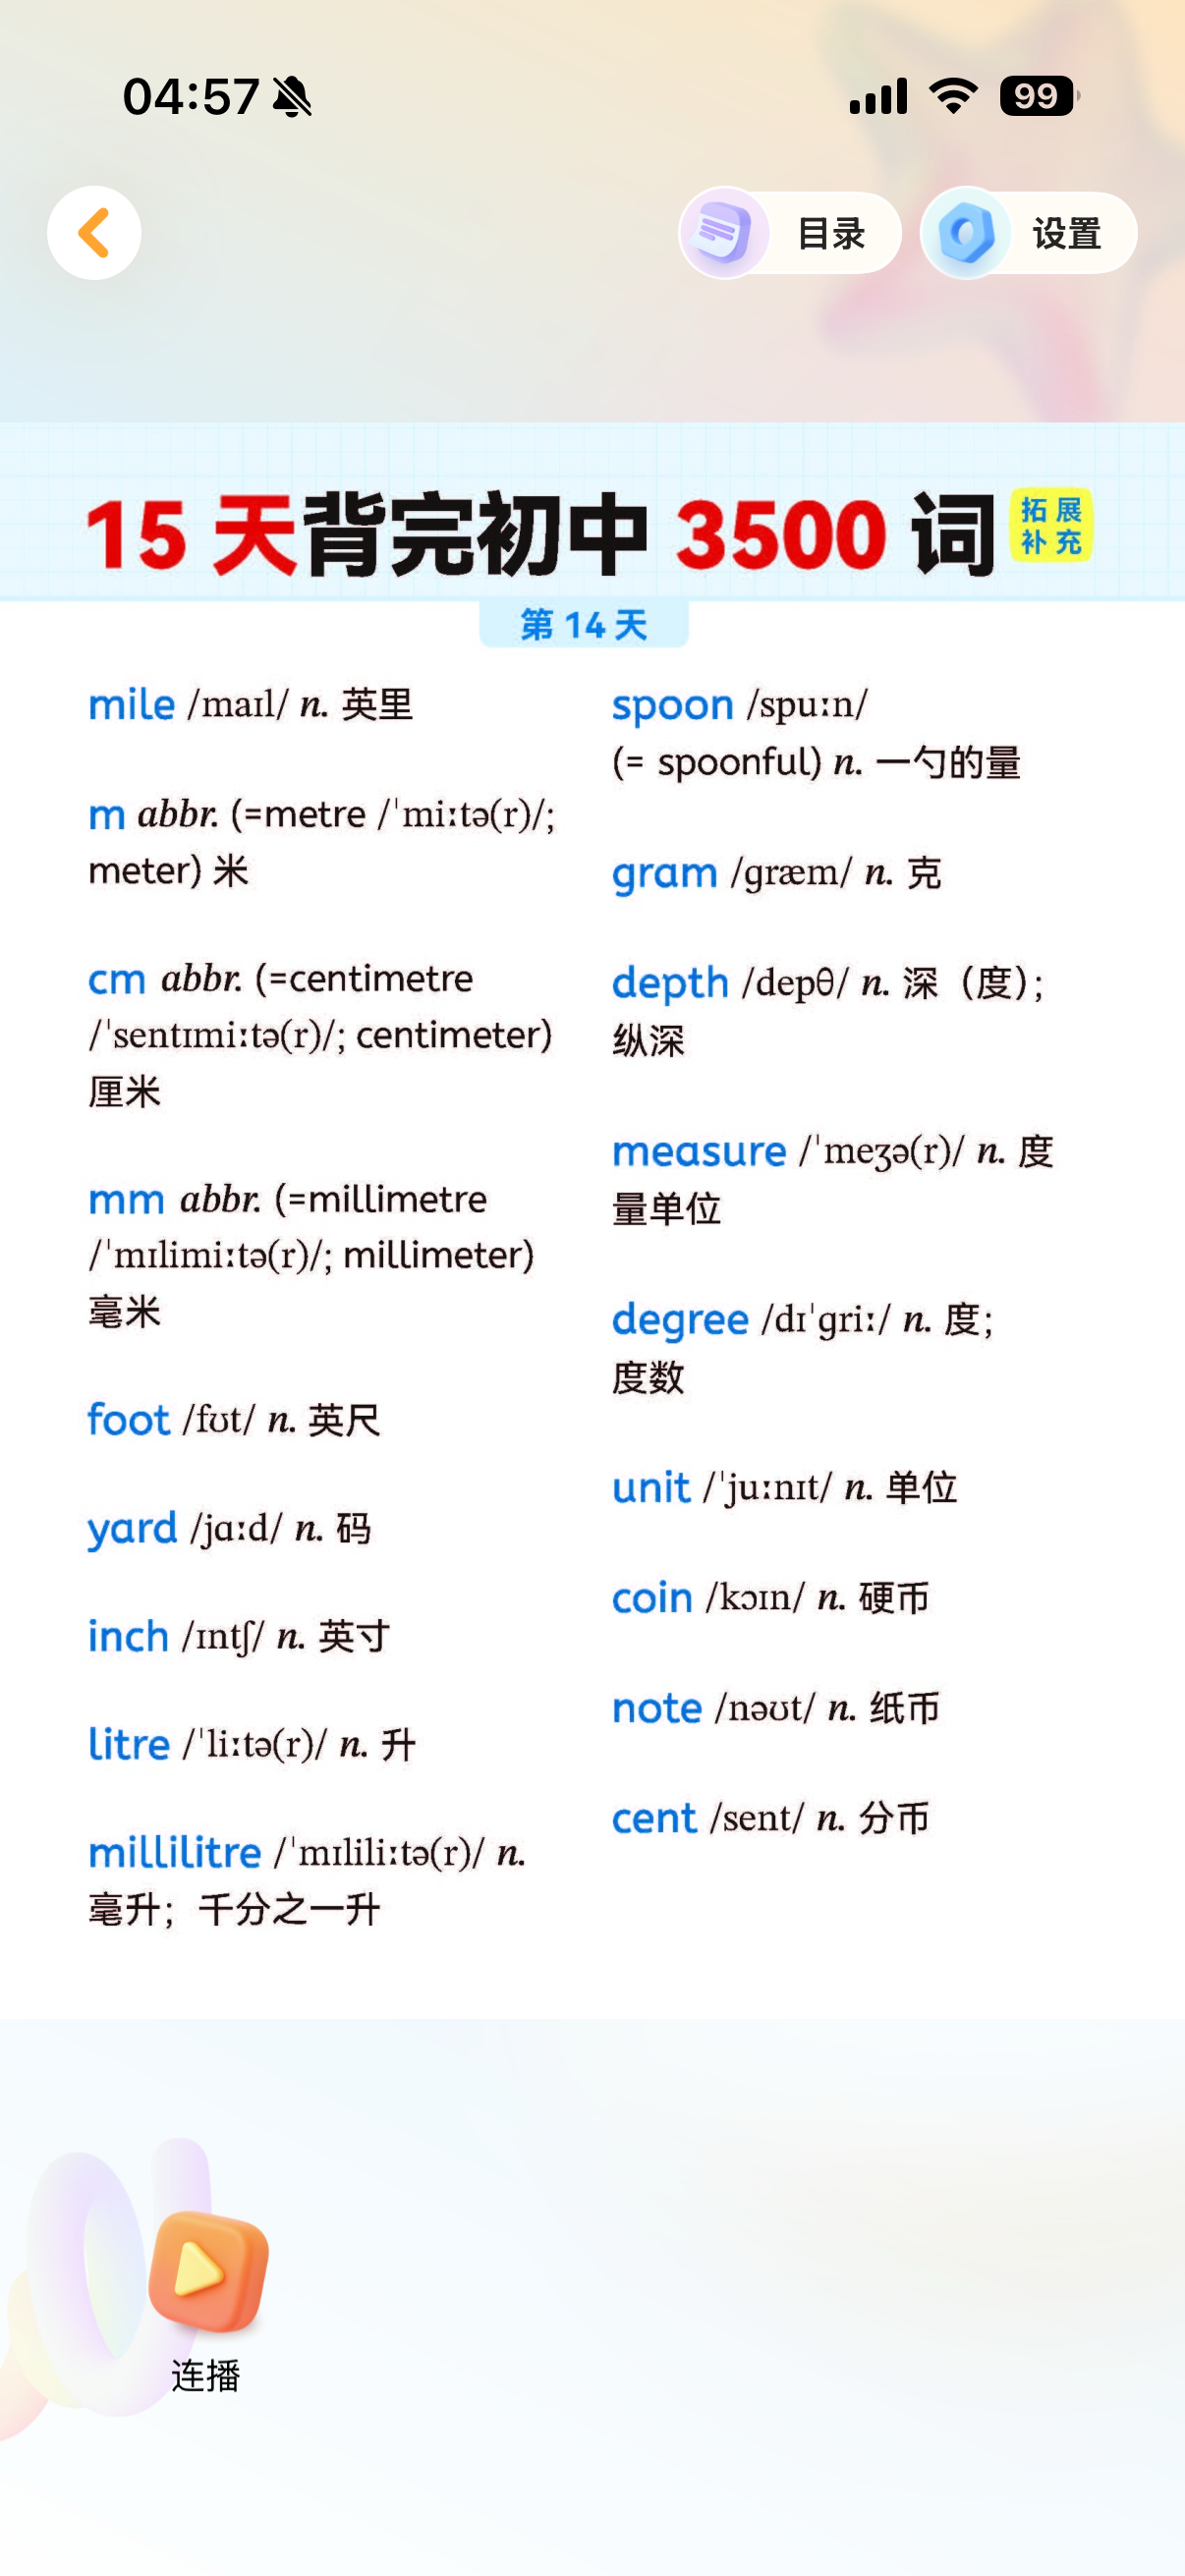 04:57
99
目录
设置
15 天背完初中 3500 词
拓展
补充
第 14 天
mile /maɪl/ n. 英里
m abbr. (=metre /ˈmiːtə(r)/;
meter) 米
cm abbr. (=centimetre
/ˈsentɪmiːtə(r)/; centimeter)
厘米
mm abbr. (=millimetre
/ˈmɪlimiːtə(r)/; millimeter)
毫米
foot /fʊt/ n. 英尺
yard /jɑːd/ n. 码
inch /ɪntʃ/ n. 英寸
litre /ˈliːtə(r)/ n. 升
millilitre /ˈmɪliliːtə(r)/ n.
毫升；千分之一升
spoon /spuːn/
(= spoonful) n. 一勺的量
gram /ɡræm/ n. 克
depth /depθ/ n. 深（度）；
纵深
measure /ˈmeʒə(r)/ n. 度
量单位
degree /dɪˈɡriː/ n. 度；
度数
unit /ˈjuːnɪt/ n. 单位
coin /kɔɪn/ n. 硬币
note /nəʊt/ n. 纸币
cent /sent/ n. 分币
连播